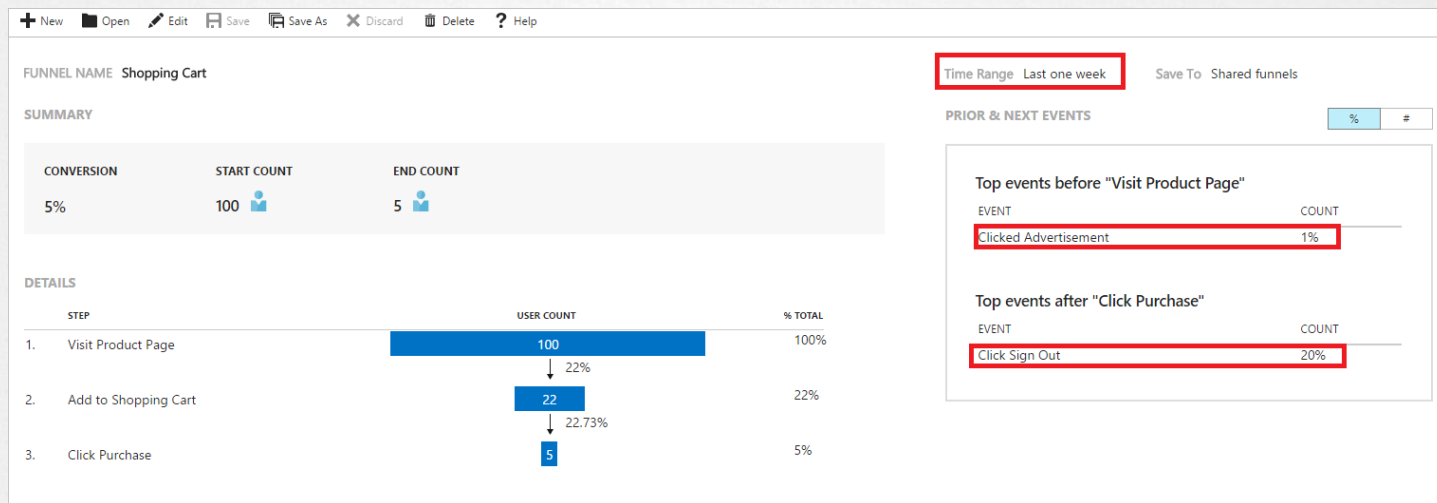 New Open Edit Save Save As Discard Delete ? Help
FUNNEL NAME Shopping Cart
Time Range Last one week Save To Shared funnels
SUMMARY
CONVERSION START COUNT END COUNT
5% 100 5
DETAILS
STEP USER COUNT % TOTAL
1. Visit Product Page 100 100%
22%
2. Add to Shopping Cart 22 22%
22.73%
3. Click Purchase 5 5%
PRIOR & NEXT EVENTS % #
Top events before "Visit Product Page"
EVENT COUNT
Clicked Advertisement 1%
Top events after "Click Purchase"
EVENT COUNT
Click Sign Out 20%